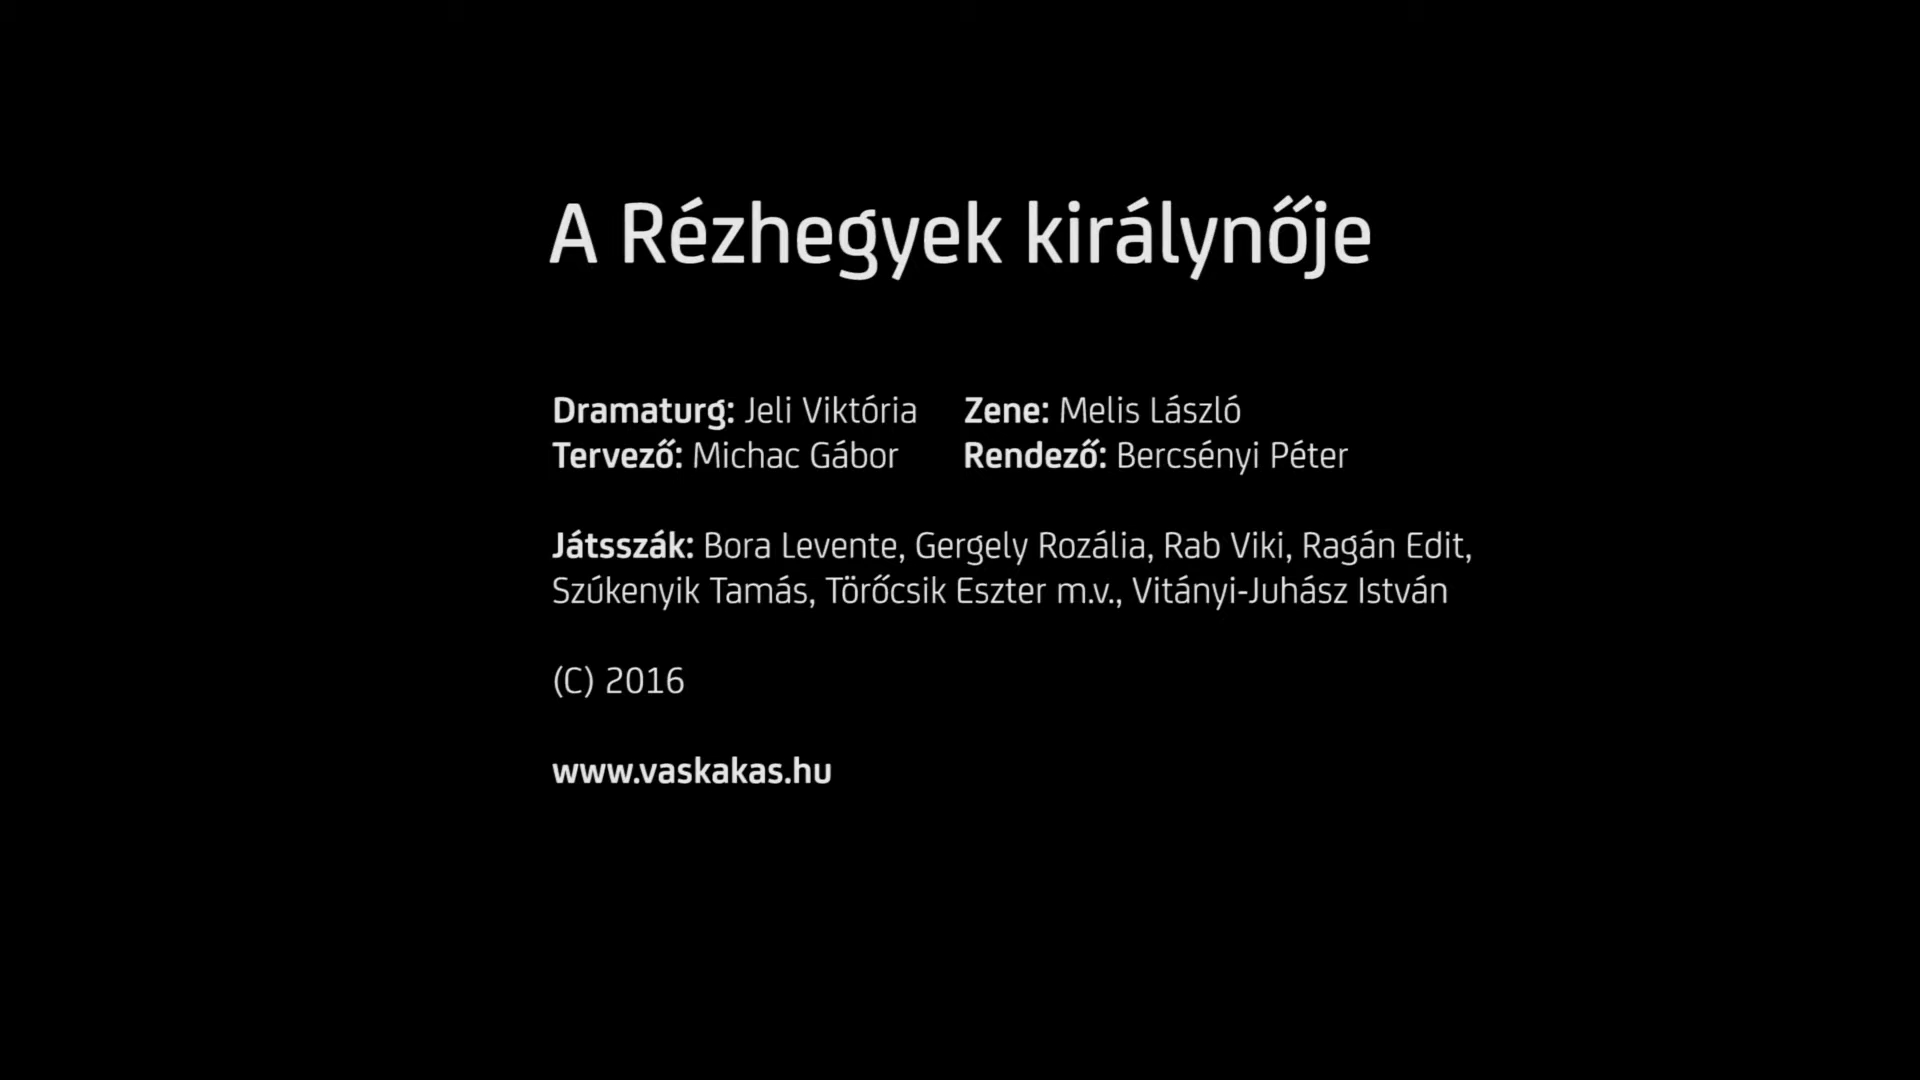 A Rézhegyek királynője
Dramaturg: Jeli Viktória Zene: Melis László
Tervező: Michac Gábor Rendező: Bercsényi Péter
Játsszák: Bora Levente, Gergely Rozália, Rab Viki, Ragán Edit,
Szúkenyik Tamás, Törőcsik Eszter m.v., Vitányi-Juhász István
(C) 2016
www.vaskakas.hu